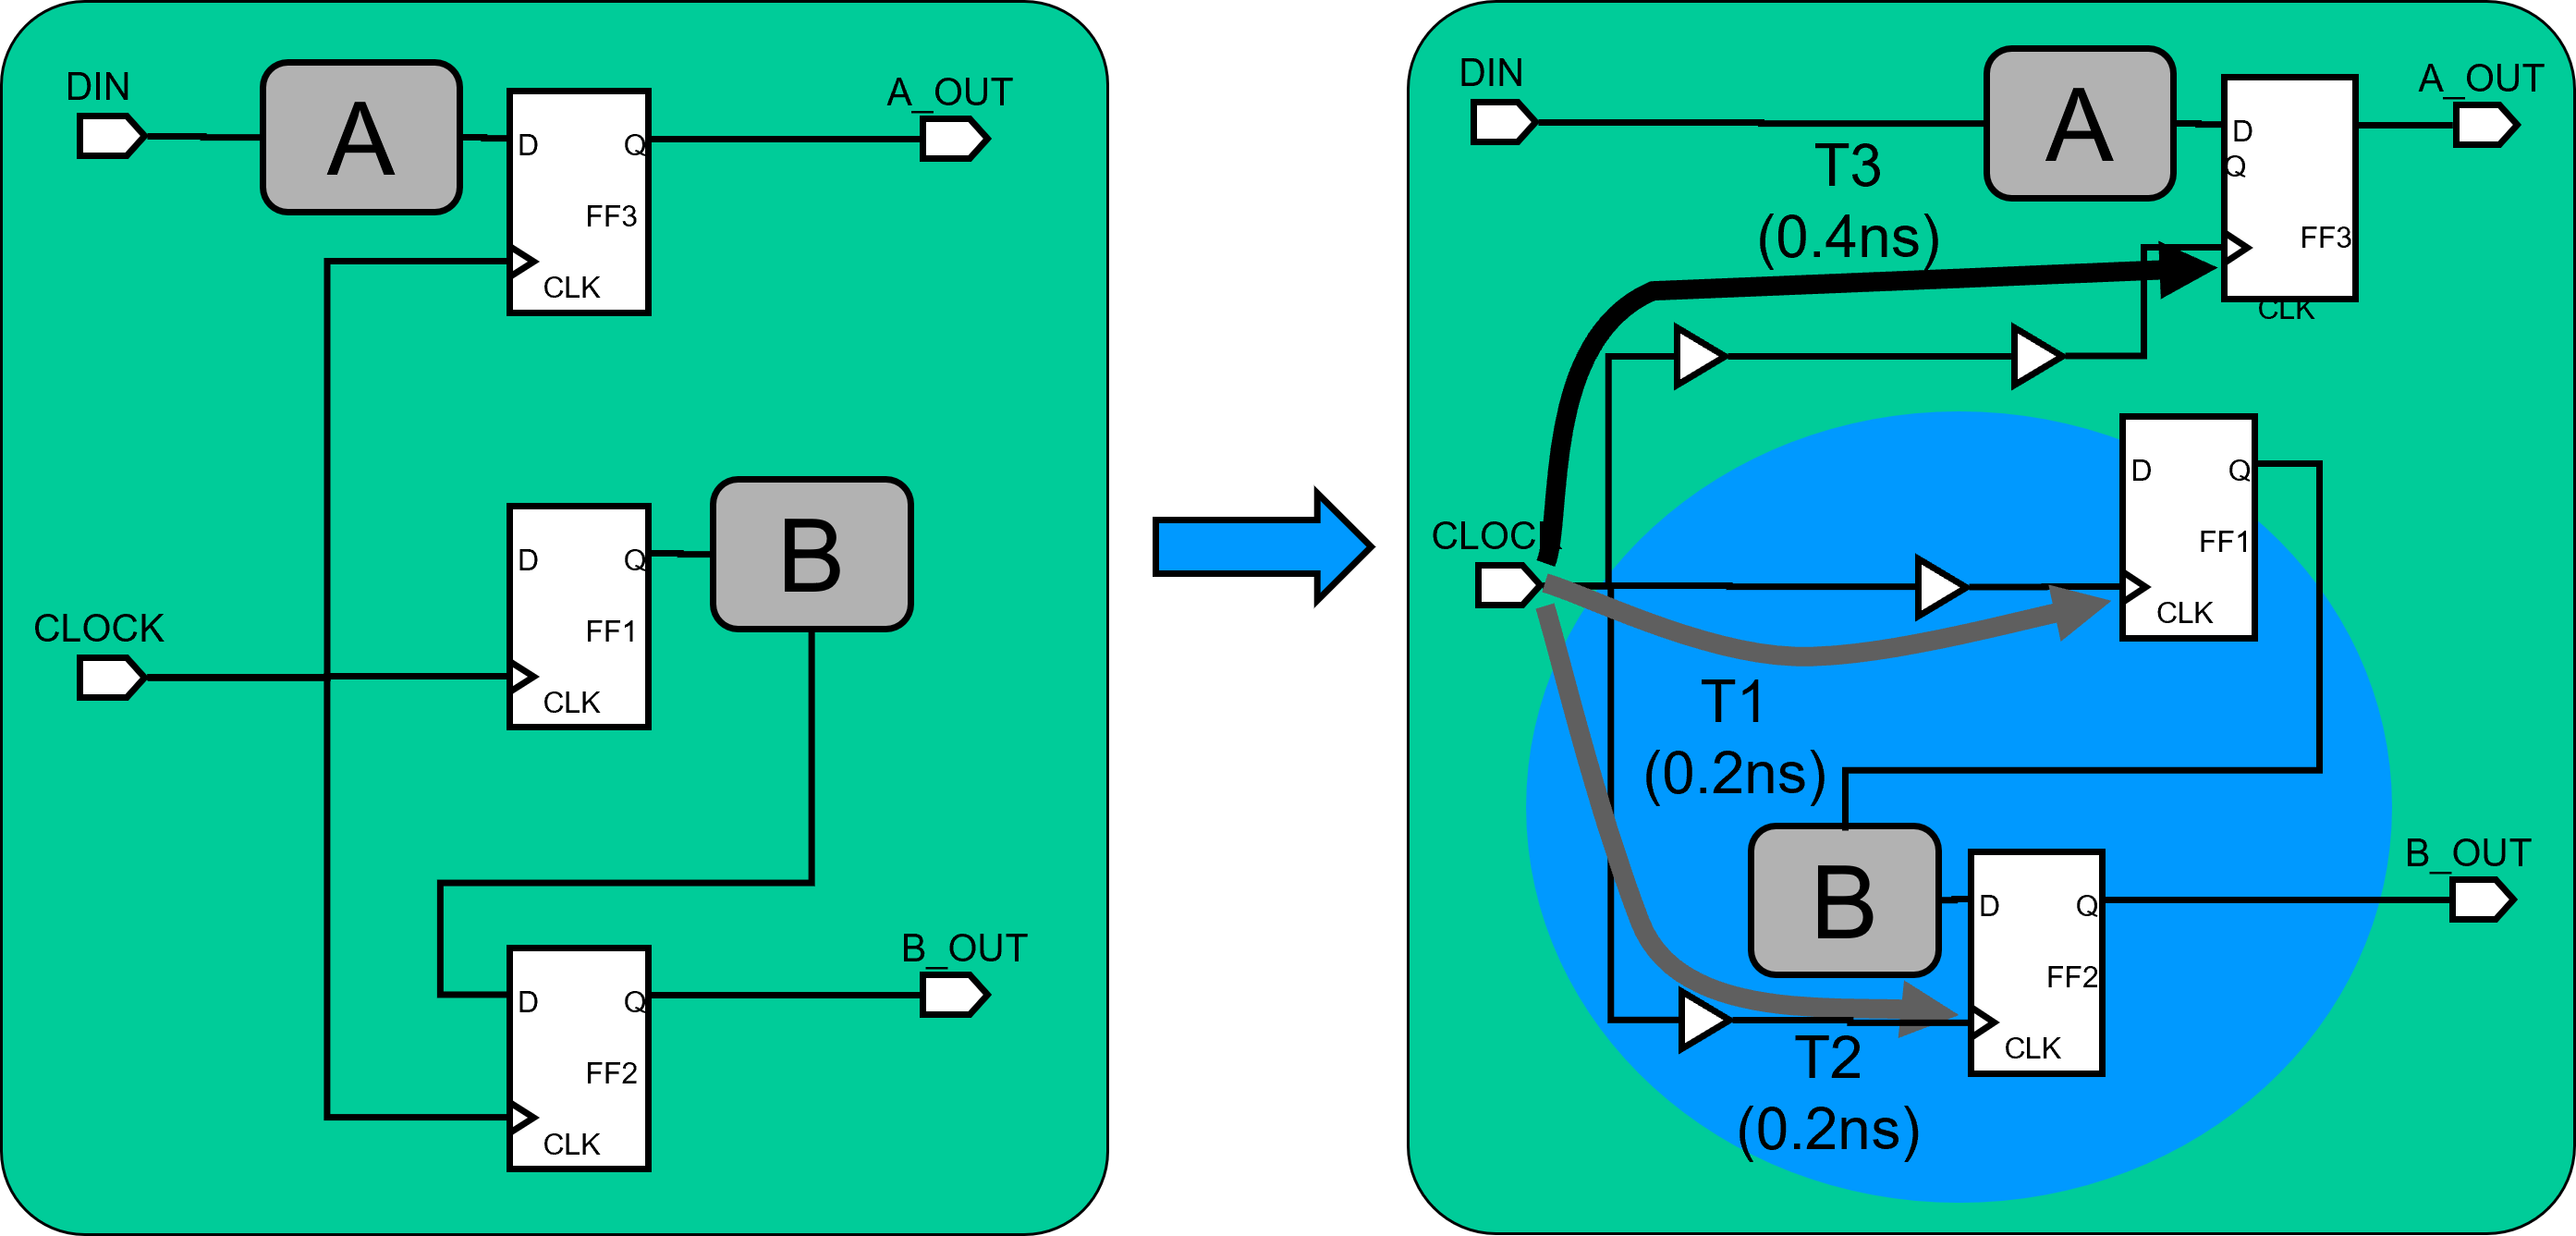 DIN
A
D
Q
FF3
CLK
A_OUT
CLOCK
D
Q
FF1
CLK
B
D
Q
FF2
CLK
B_OUT
DIN
A
D
Q
FF3
CLK
A_OUT
T3
(0.4ns)
CLOCK
D
Q
FF1
CLK
T1
(0.2ns)
B
D
Q
FF2
CLK
B_OUT
T2
(0.2ns)